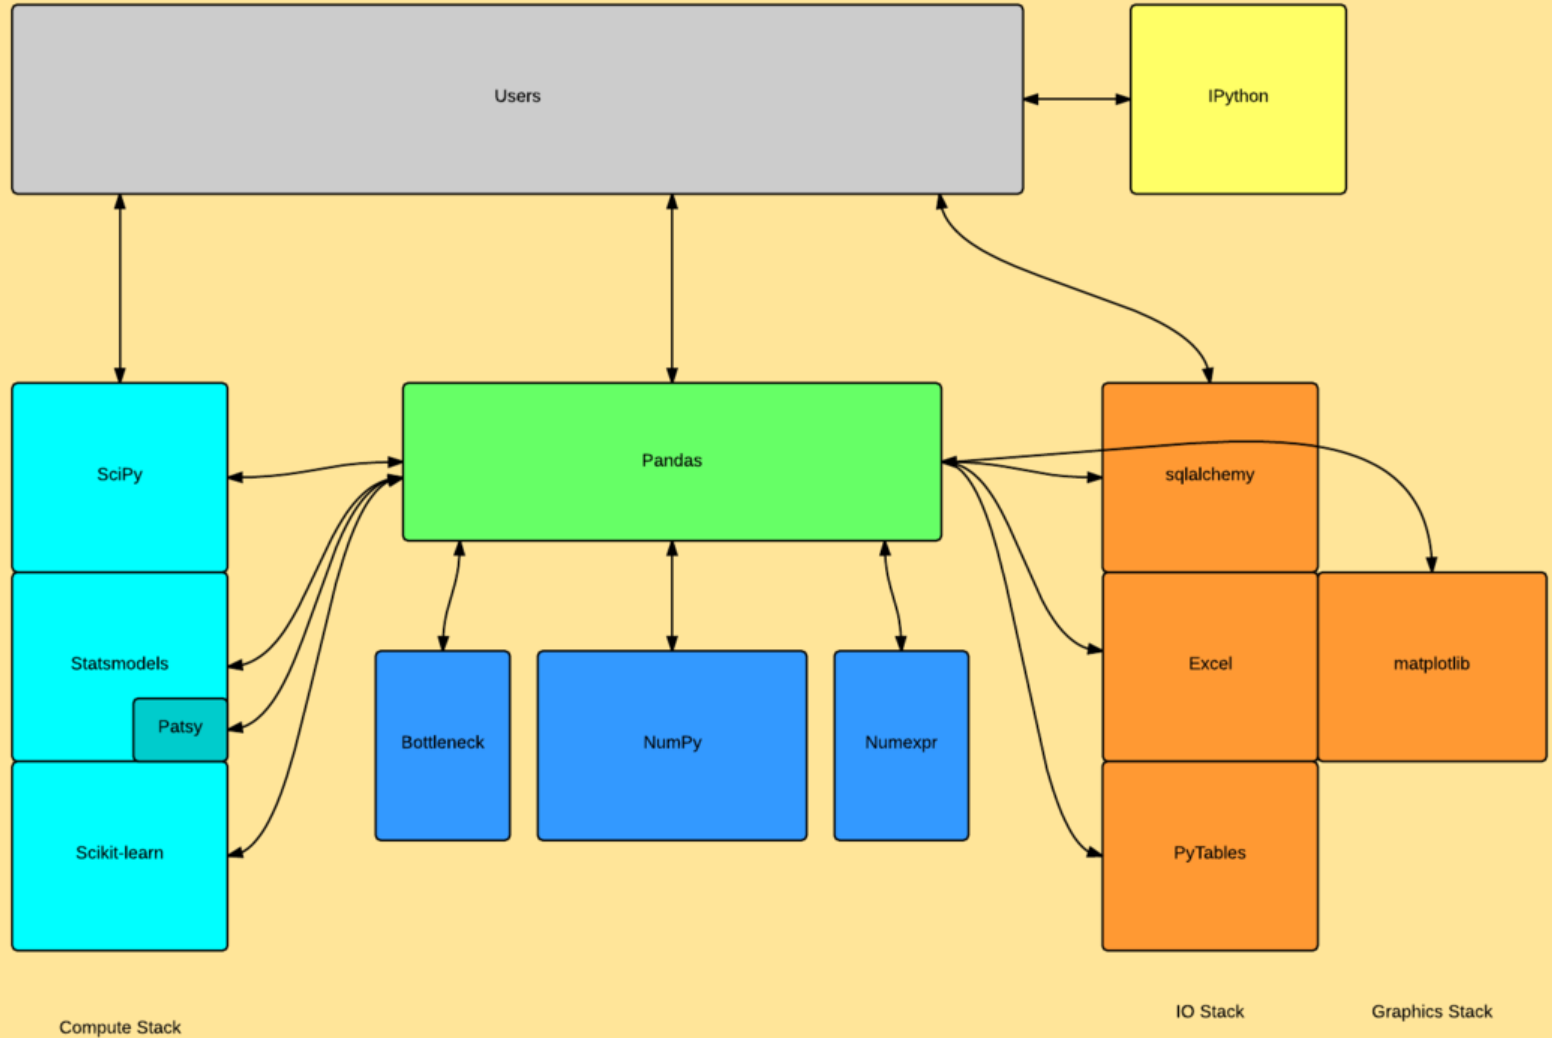 Users
IPython
SciPy
Pandas
sqlalchemy
Statsmodels
Excel
matplotlib
Patsy
Bottleneck
NumPy
Numexpr
Scikit-learn
PyTables
Compute Stack
IO Stack
Graphics Stack